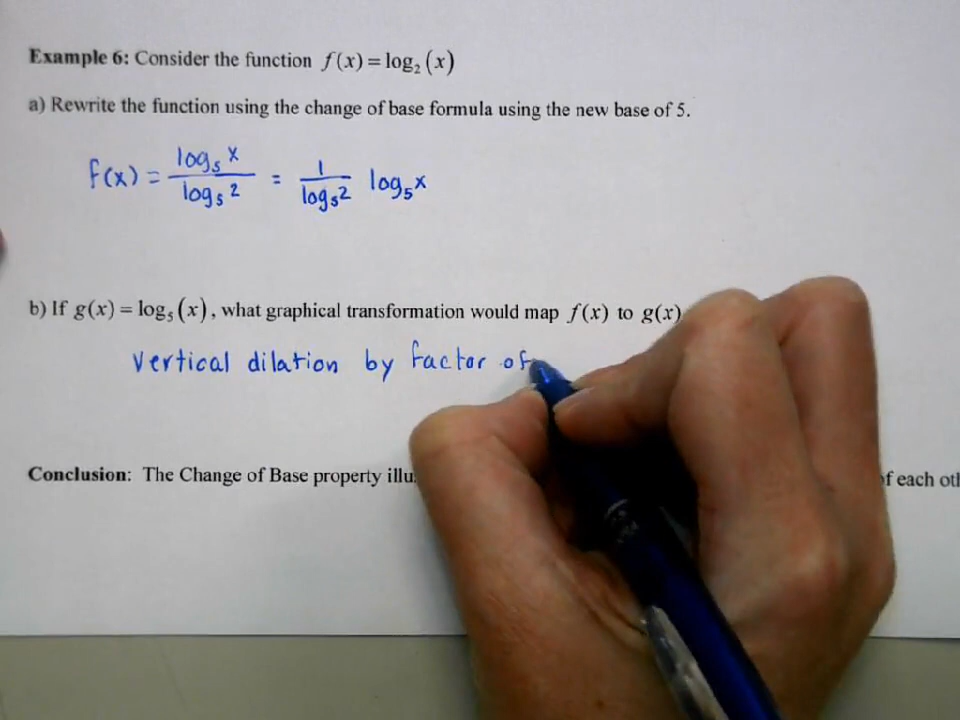 Example 6: Consider the function f(x) = log₂(x)
a) Rewrite the function using the change of base formula using the new base of 5.
f(x) = log₅ x / log₅ 2 = 1 / log₅2 log₅x
b) If g(x) = log₅(x), what graphical transformation would map f(x) to g(x)
Vertical dilation by factor of
Conclusion: The Change of Base property of each